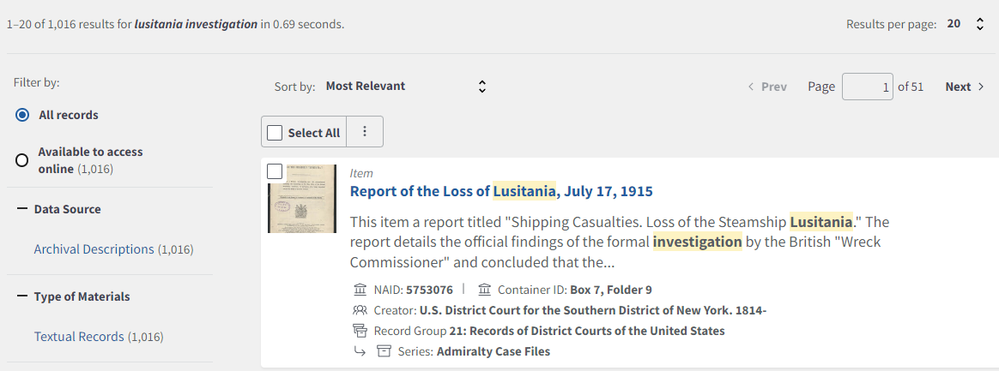 1–20 of 1,016 results for lusitania investigation in 0.69 seconds.
Results per page: 20
Filter by:
All records
Available to access
online (1,016)
Data Source
Archival Descriptions (1,016)
Type of Materials
Textual Records (1,016)
Sort by: Most Relevant
Prev Page 1 of 51 Next
Select All
Item
Report of the Loss of Lusitania, July 17, 1915
This item a report titled "Shipping Casualties. Loss of the Steamship Lusitania." The
report details the official findings of the formal investigation by the British "Wreck
Commissioner" and concluded that the...
NAID: 5753076 | Container ID: Box 7, Folder 9
Creator: U.S. District Court for the Southern District of New York. 1814-
Record Group 21: Records of District Courts of the United States
Series: Admiralty Case Files